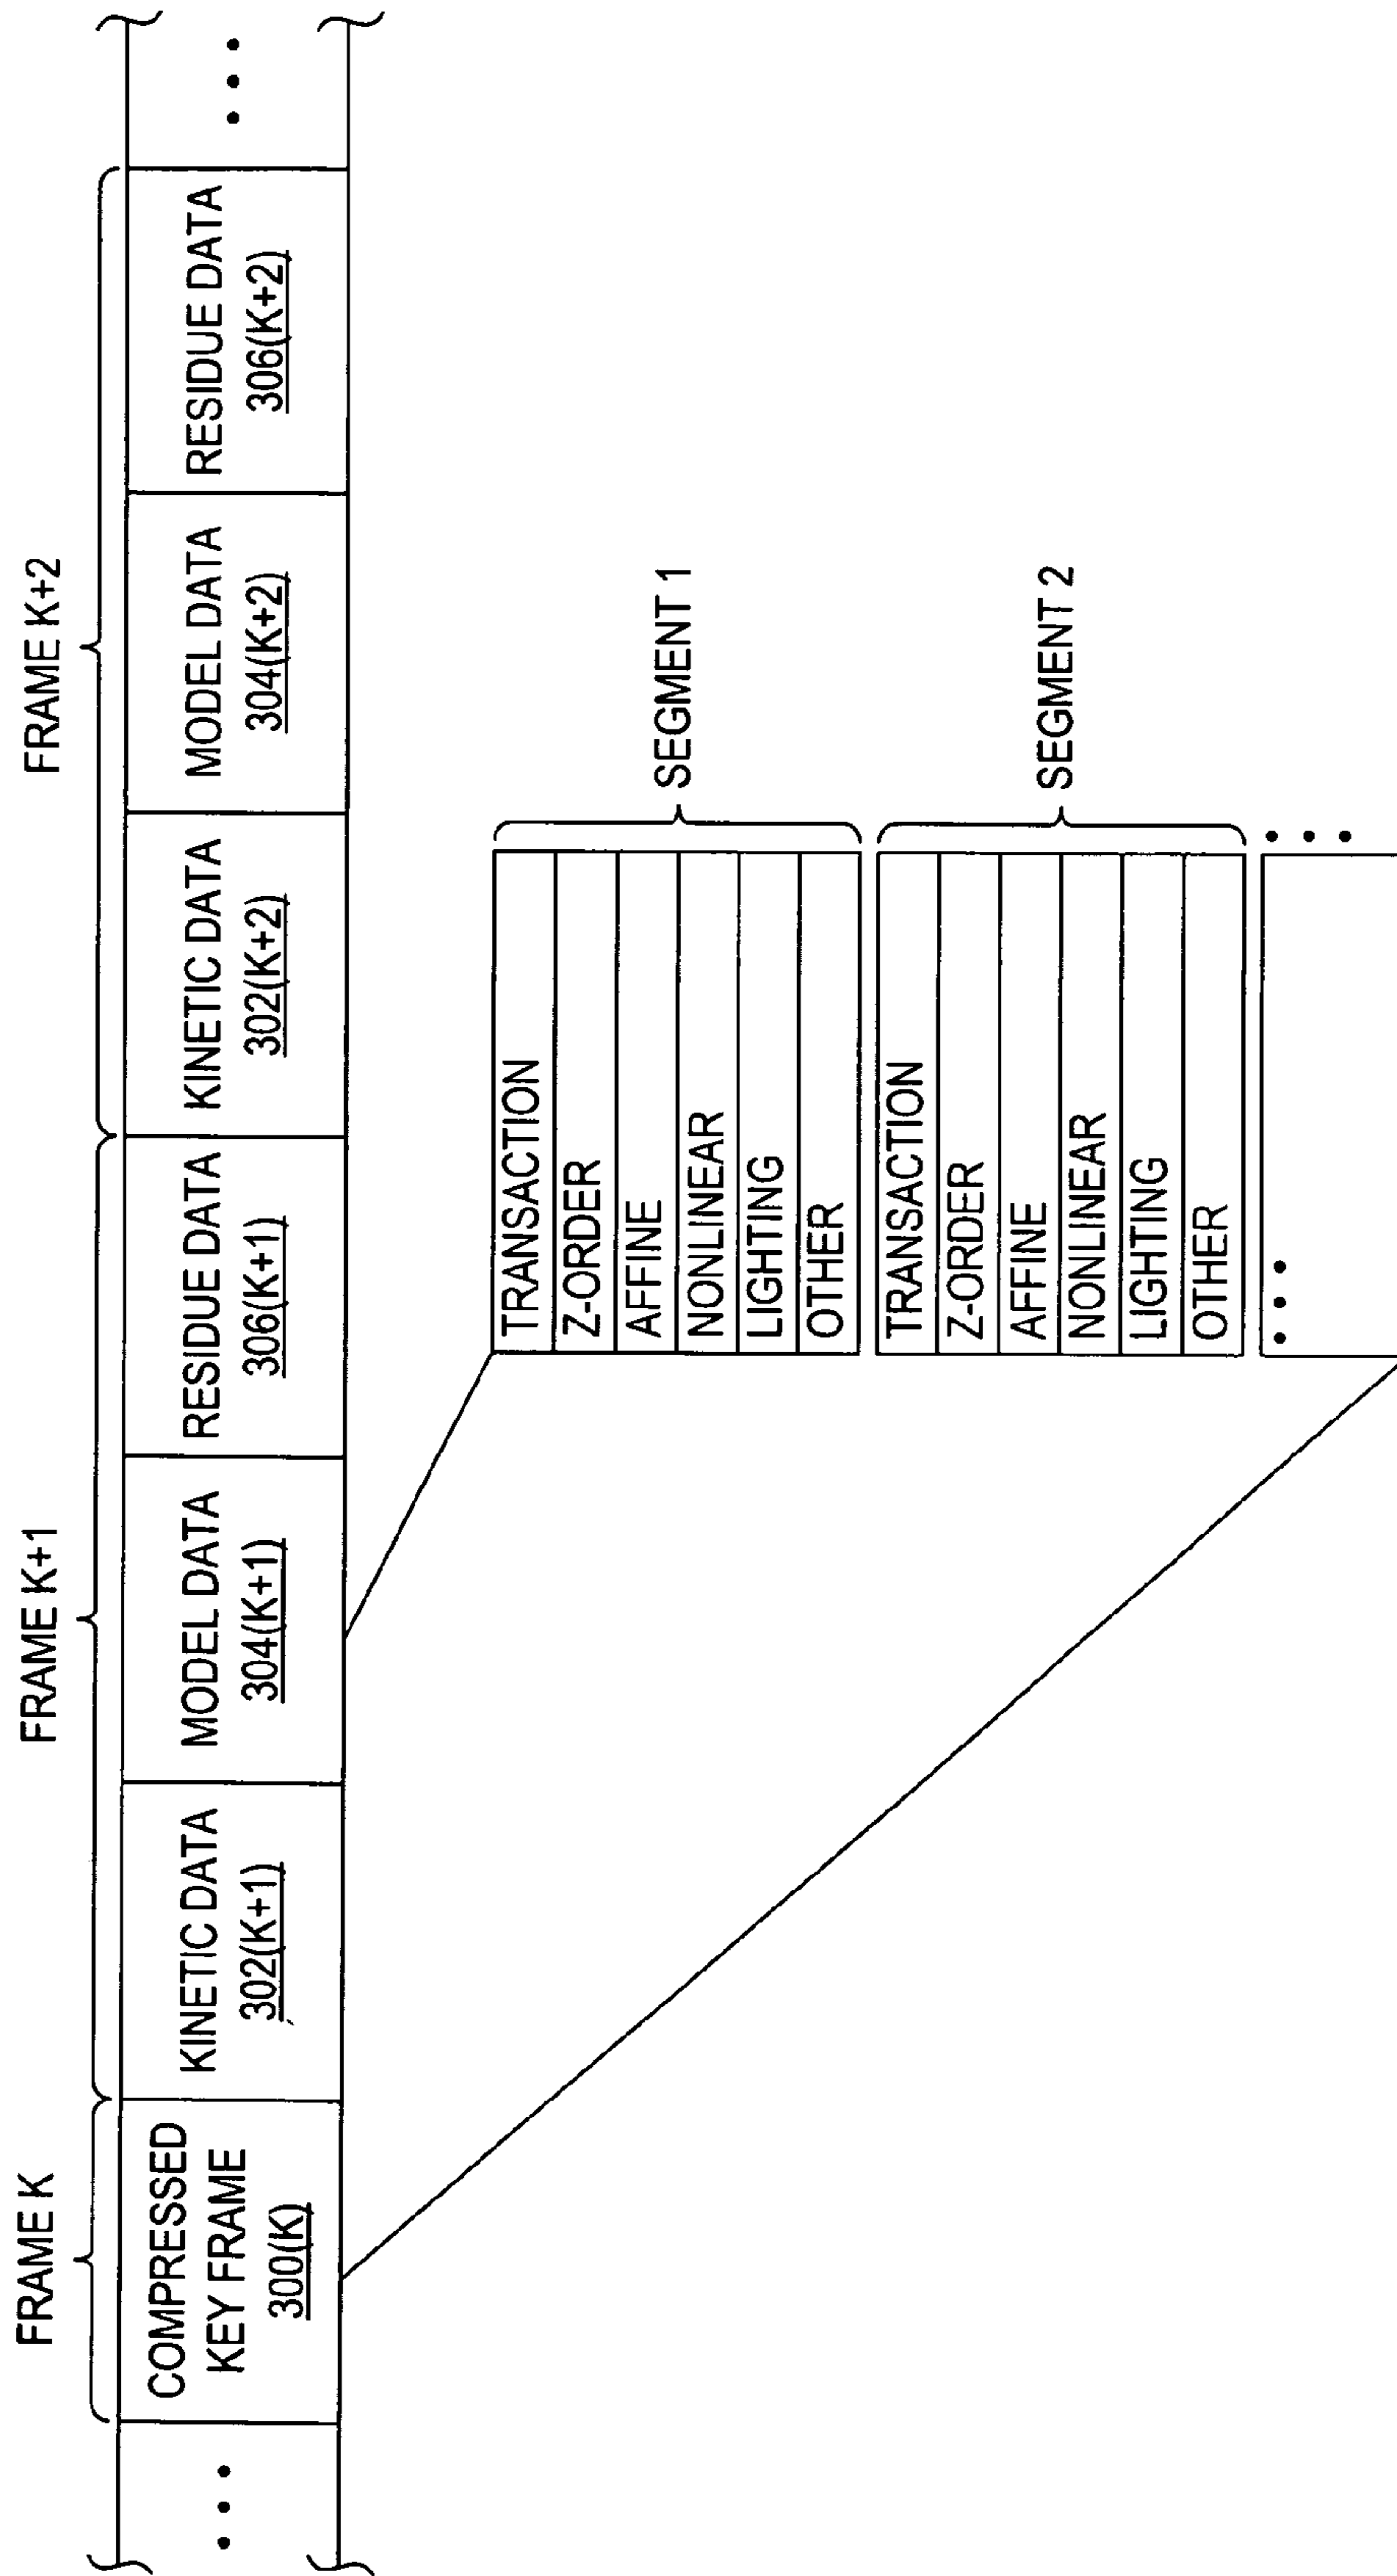 FRAME K
FRAME K+1
FRAME K+2
COMPRESSED
KEY FRAME
300(K)
KINETIC DATA
302(K+1)
MODEL DATA
304(K+1)
RESIDUE DATA
306(K+1)
KINETIC DATA
302(K+2)
MODEL DATA
304(K+2)
RESIDUE DATA
306(K+2)
TRANSACTION
Z-ORDER
AFFINE
NONLINEAR
LIGHTING
OTHER
SEGMENT 1
TRANSACTION
Z-ORDER
AFFINE
NONLINEAR
LIGHTING
OTHER
SEGMENT 2